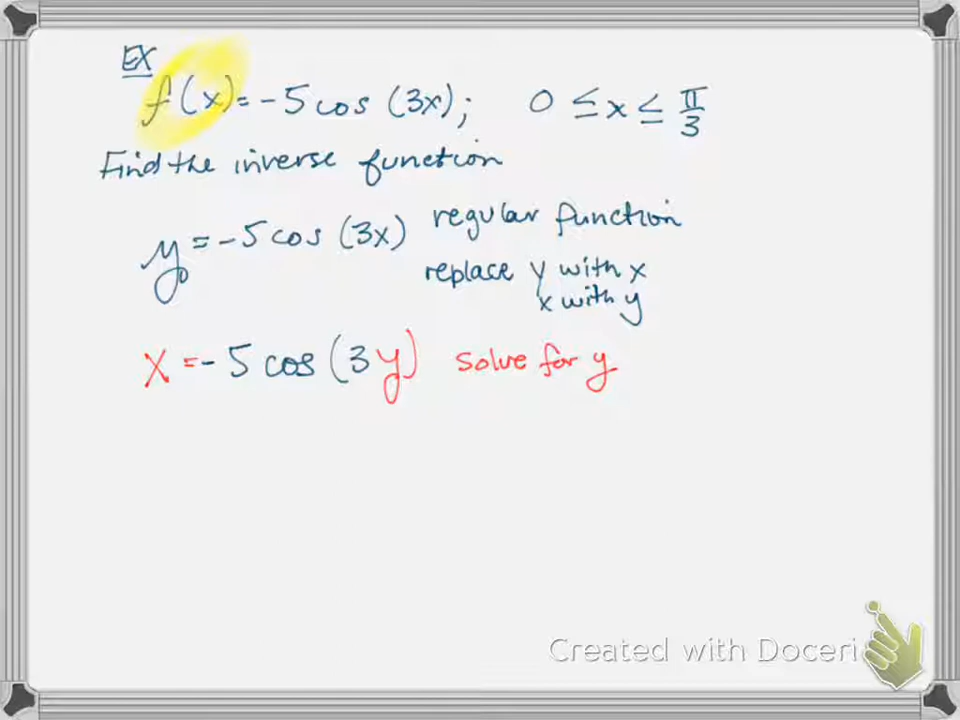 EX
f(x) = -5 cos (3x);   0 ≤ x ≤ π/3
Find the inverse function
y = -5 cos (3x) regular function
replace y with x
x with y
x = -5 cos (3y) solve for y
Created with Doceri